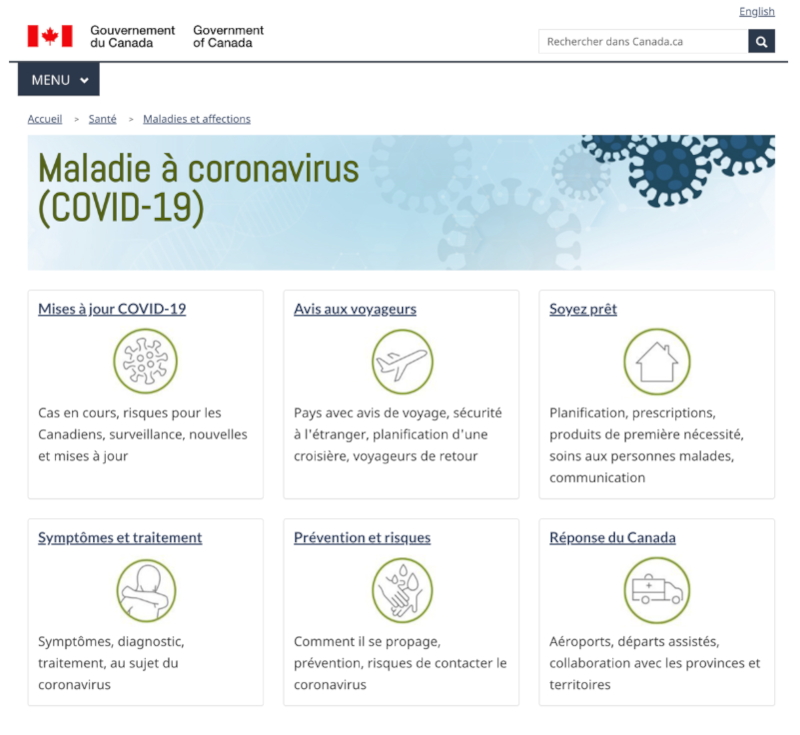 English
Gouvernement du Canada
Government of Canada
Rechercher dans Canada.ca
MENU
Accueil > Santé > Maladies et affections
Maladie à coronavirus
(COVID-19)
Mises à jour COVID-19
Cas en cours, risques pour les
Canadiens, surveillance, nouvelles
et mises à jour
Avis aux voyageurs
Pays avec avis de voyage, sécurité
à l'étranger, planification d'une
croisière, voyageurs de retour
Soyez prêt
Planification, prescriptions,
produits de première nécessité,
soins aux personnes malades,
communication
Symptômes et traitement
Symptômes, diagnostic,
traitement, au sujet du
coronavirus
Prévention et risques
Comment il se propage,
prévention, risques de contacter le
coronavirus
Réponse du Canada
Aéroports, départs assistés,
collaboration avec les provinces et
territoires